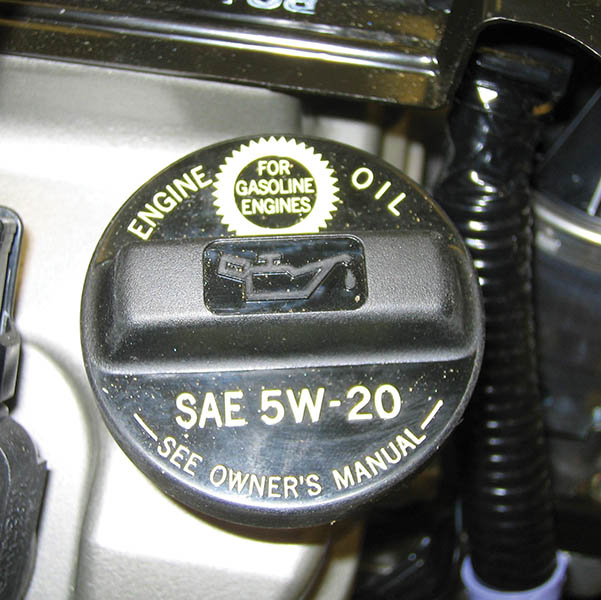 ENGINE OIL
FOR
GASOLINE
ENGINES
SAE 5W-20
—SEE OWNER'S MANUAL—